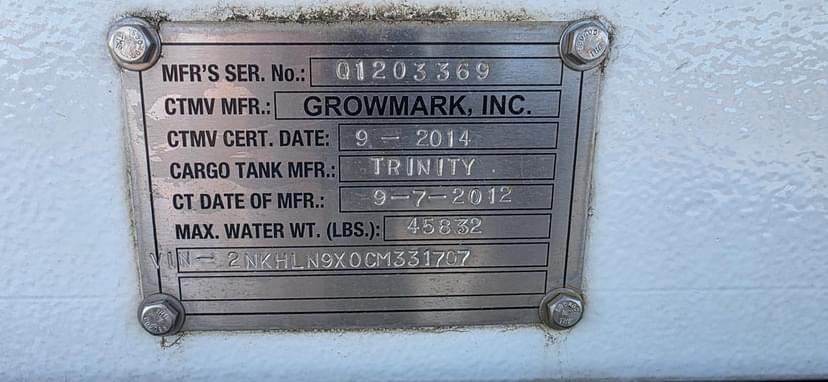 MFR'S SER. No.: Q1203369
CTMV MFR.: GROWMARK, INC.
CTMV CERT. DATE: 9-2014
CARGO TANK MFR.: TRINITY
CT DATE OF MFR.: 9-7-2012
MAX. WATER WT. (LBS.): 45832
VIN-2NKHLN9X0CM331707